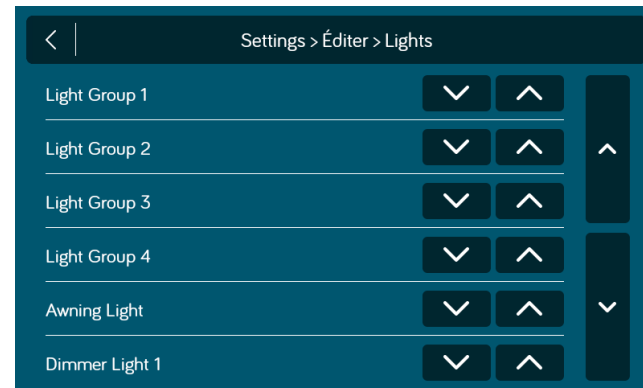 Settings > Éditer > Lights
Light Group 1
Light Group 2
Light Group 3
Light Group 4
Awning Light
Dimmer Light 1